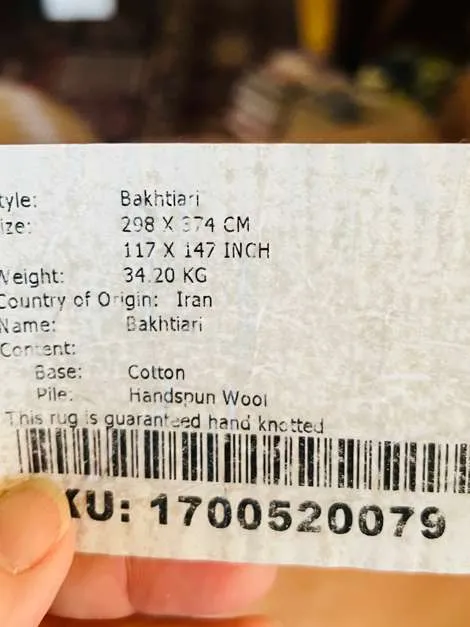 tyle: Bakhtiari
ize: 298 X 374 CM
117 X 147 INCH
Weight: 34.20 KG
Country of Origin: Iran
Name: Bakhtiari
Content:
Base: Cotton
Pile: Handspun Wool
This rug is guaranteed hand knotted
KU: 1700520079